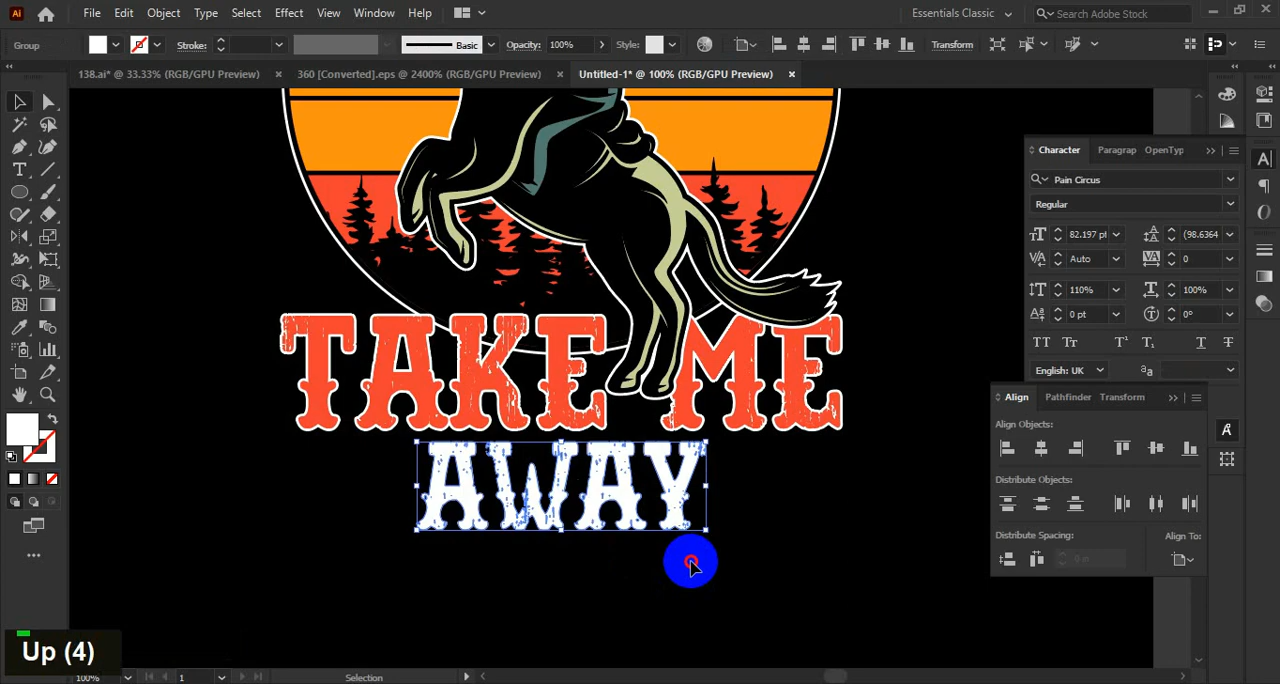 Ai File Edit Object Type Select Effect View Window Help Essentials Classic Search Adobe Stock
Group Stroke: Basic Opacity: 100% Style: Transform
138.ai* @ 33.33% (RGB/GPU Preview) × 360 [Converted].eps @ 2400% (RGB/GPU Preview) × Untitled-1* @ 100% (RGB/GPU Preview) ×
Character Paragrap OpenTyp
Pain Circus
Regular
82.197 pt (98.6364
Auto 0
110% 100%
0 pt 0°
English: UK
Align Pathfinder Transform
Align Objects:
Distribute Objects:
Distribute Spacing: Align To:
TAKE ME
AWAY
Up (4)
100% 1 Selection